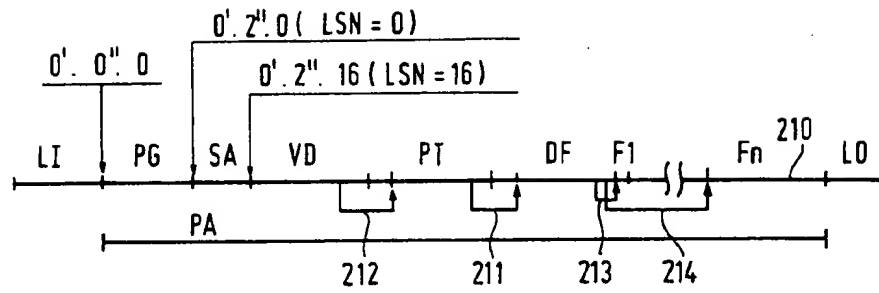 0'. 2". 0 ( LSN = 0 )
0'. 0". 0
0'. 2". 16 ( LSN = 16 )
LI PG SA VD PT DF F1 Fn 210 LO
PA
212 211 213 214